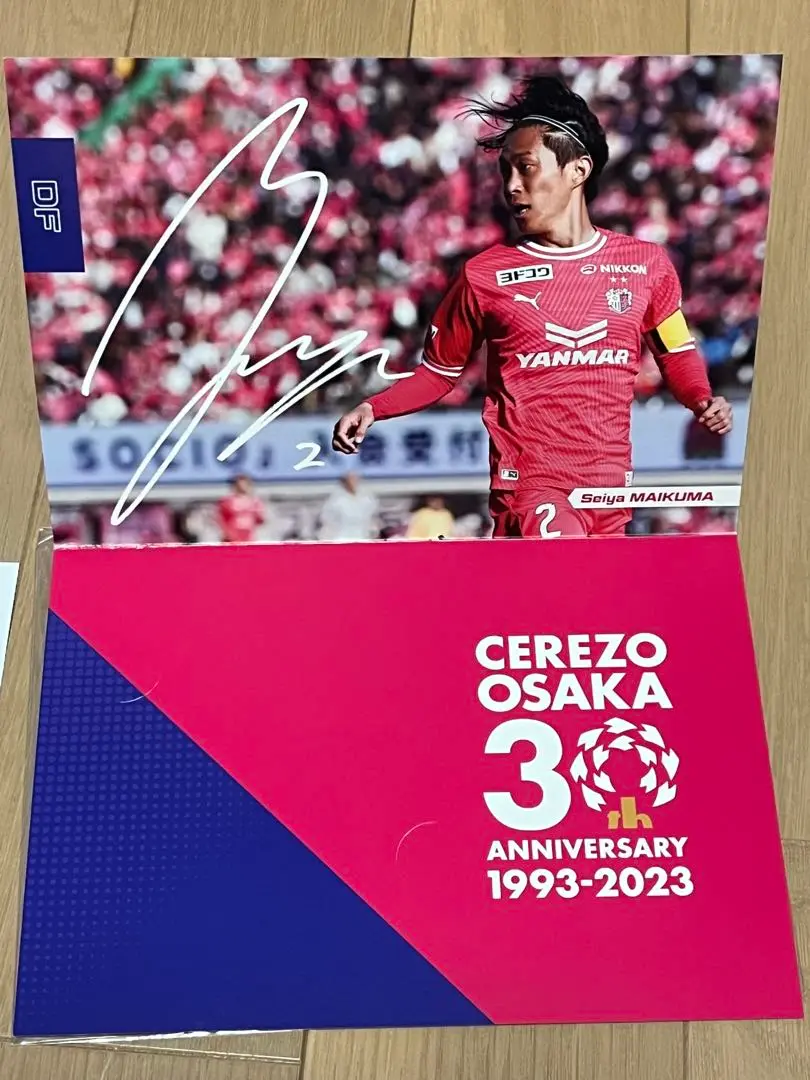 DF
ヨドコウ
NIKKON
YANMAR
SOCIO」入会受付
2
Seiya MAIKUMA
2
CEREZO
OSAKA
30th
ANNIVERSARY
1993-2023